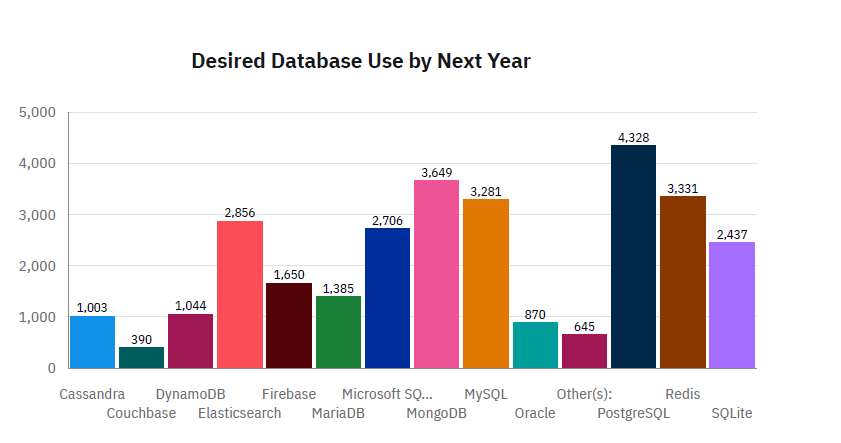 Desired Database Use by Next Year
5,000
4,000
3,000
2,000
1,000
0
1,003
390
1,044
2,856
1,650
1,385
2,706
3,649
3,281
870
645
4,328
3,331
2,437
Cassandra
Couchbase
DynamoDB
Elasticsearch
Firebase
MariaDB
Microsoft SQ...
MongoDB
MySQL
Oracle
Other(s):
PostgreSQL
Redis
SQLite